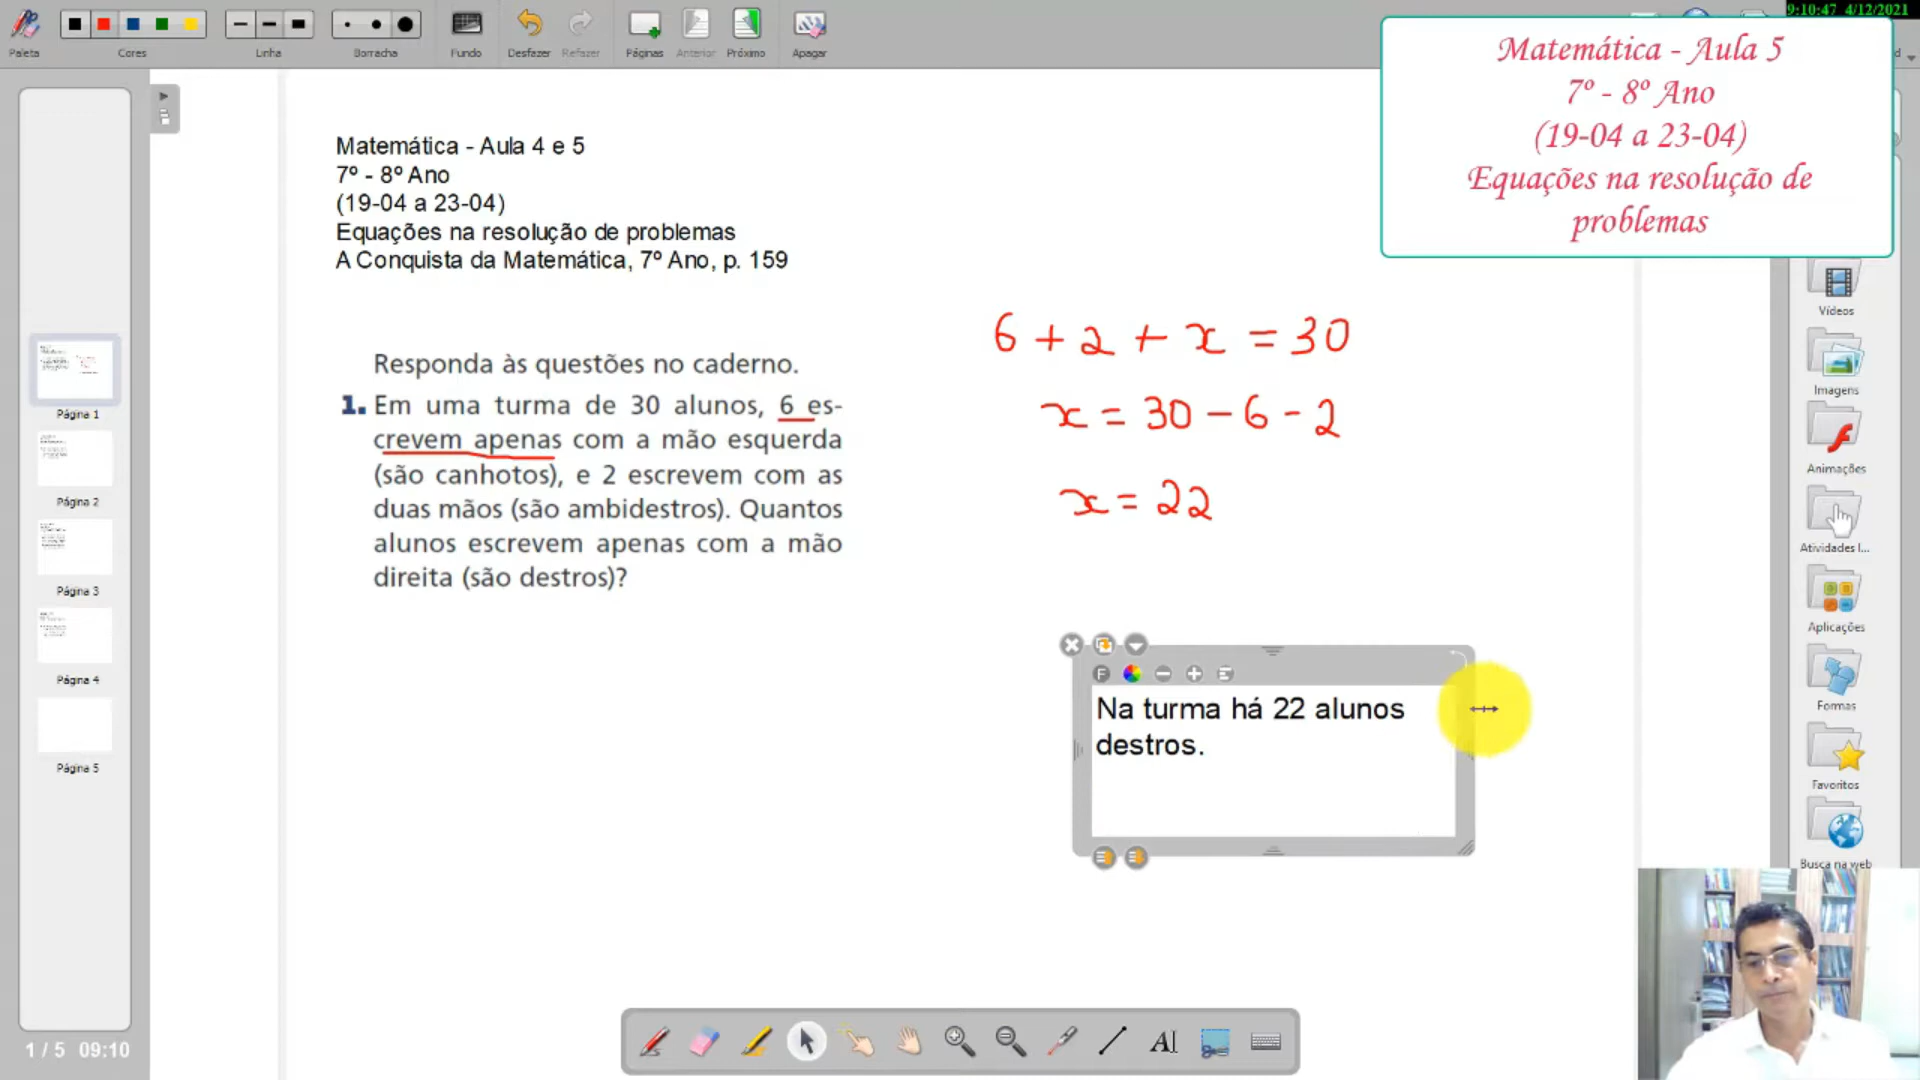 9:10:47 4/12/2021
Paleta
Cores
Linha
Borracha
Fundo
Desfazer
Refazer
Páginas
Anterior
Próximo
Apagar
Matemática - Aula 5
7º - 8º Ano
(19-04 a 23-04)
Equações na resolução de
problemas
Matemática - Aula 4 e 5
7º - 8º Ano
(19-04 a 23-04)
Equações na resolução de problemas
A Conquista da Matemática, 7º Ano, p. 159
Responda às questões no caderno.
1. Em uma turma de 30 alunos, 6 es-
crevem apenas com a mão esquerda
(são canhotos), e 2 escrevem com as
duas mãos (são ambidestros). Quantos
alunos escrevem apenas com a mão
direita (são destros)?
6 + 2 + x = 30
x = 30 - 6 - 2
x = 22
F
Na turma há 22 alunos
destros.
Página 1
Página 2
Página 3
Página 4
Página 5
1 / 5 09:10
Vídeos
Imagens
Animações
Atividades I...
Aplicações
Formas
Favoritos
Busca na web
AI